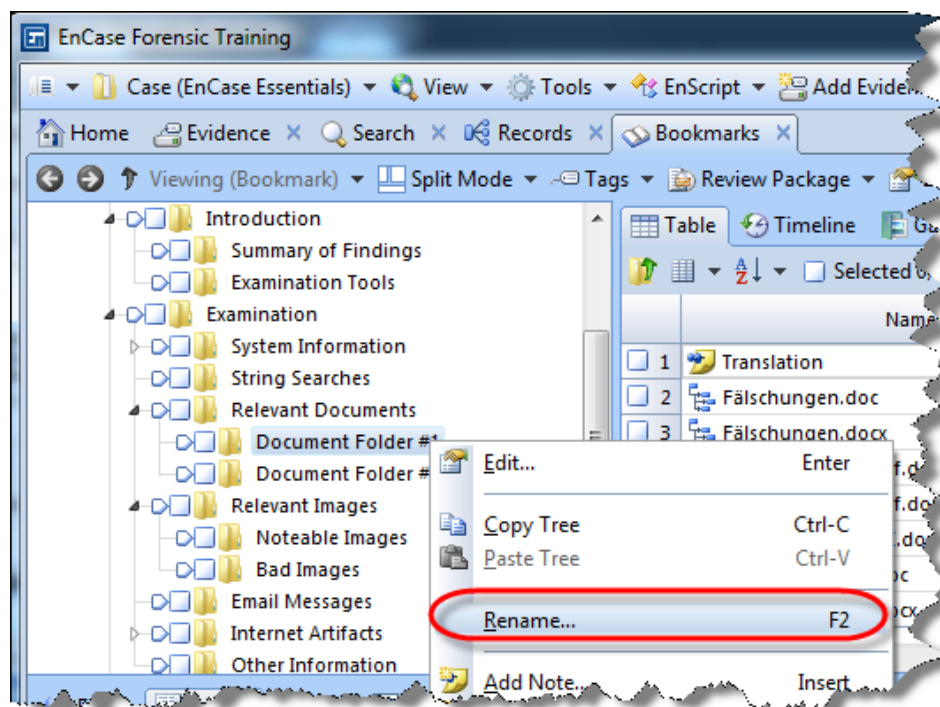 EnCase Forensic Training
Case (EnCase Essentials) View Tools EnScript Add
Home Evidence Search Records Bookmarks
Viewing (Bookmark) Split Mode Tags Review Package
Introduction
Summary of Findings
Examination Tools
Examination
System Information
String Searches
Relevant Documents
Document Folder
Document Folder #
Relevant Images
Noteable Images
Bad Images
Email Messages
Internet Artifacts
Other Information
Table Timeline
Selected
Name
1 Translation
2 Fälschungen.doc
3 Fälschungen.docx
Edit... Enter
Copy Tree Ctrl-C
Paste Tree Ctrl-V
Rename... F2
Add Note... Insert